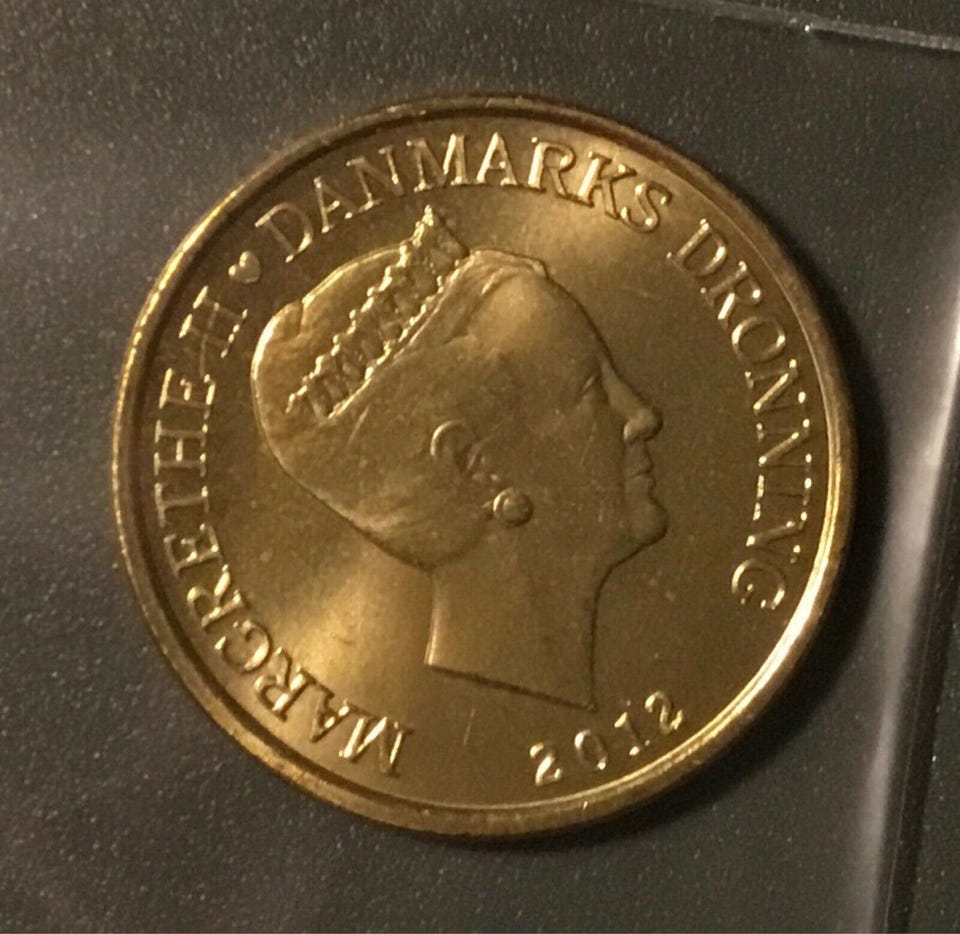 MARGRETHE II ♥ DANMARKS DRONNING
2012